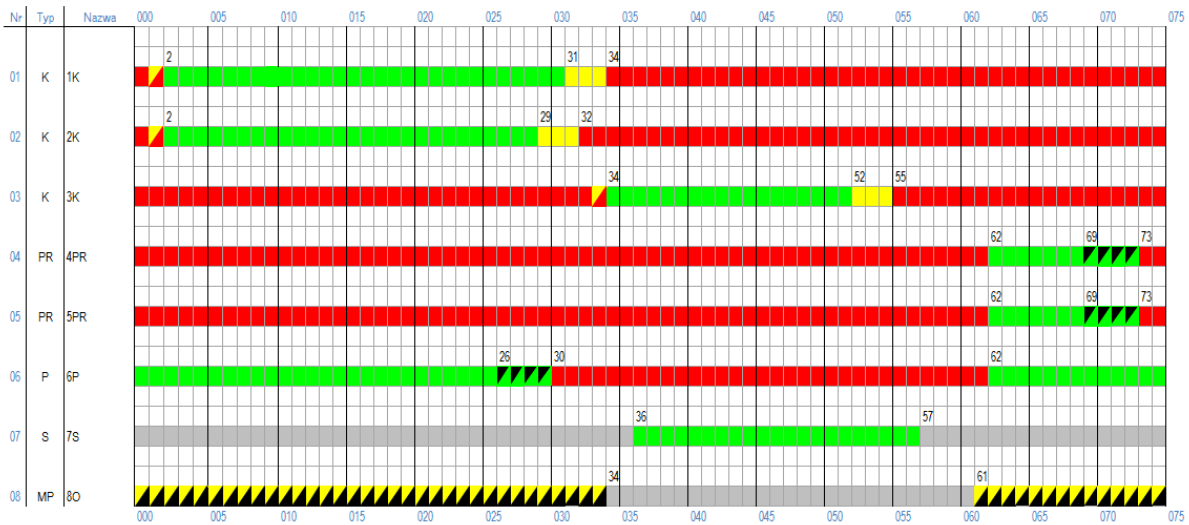 Nr Typ Nazwa 000 005 010 015 020 025 030 035 040 045 050 055 060 065 070 075
2 31 34
01 K 1K
2 29 32
02 K 2K
34 52 55
03 K 3K
62 69 73
04 PR 4PR
62 69 73
05 PR 5PR
26 30 62
06 P 6P
36 57
07 S 7S
34 61
08 MP 8O
000 005 010 015 020 025 030 035 040 045 050 055 060 065 070 075